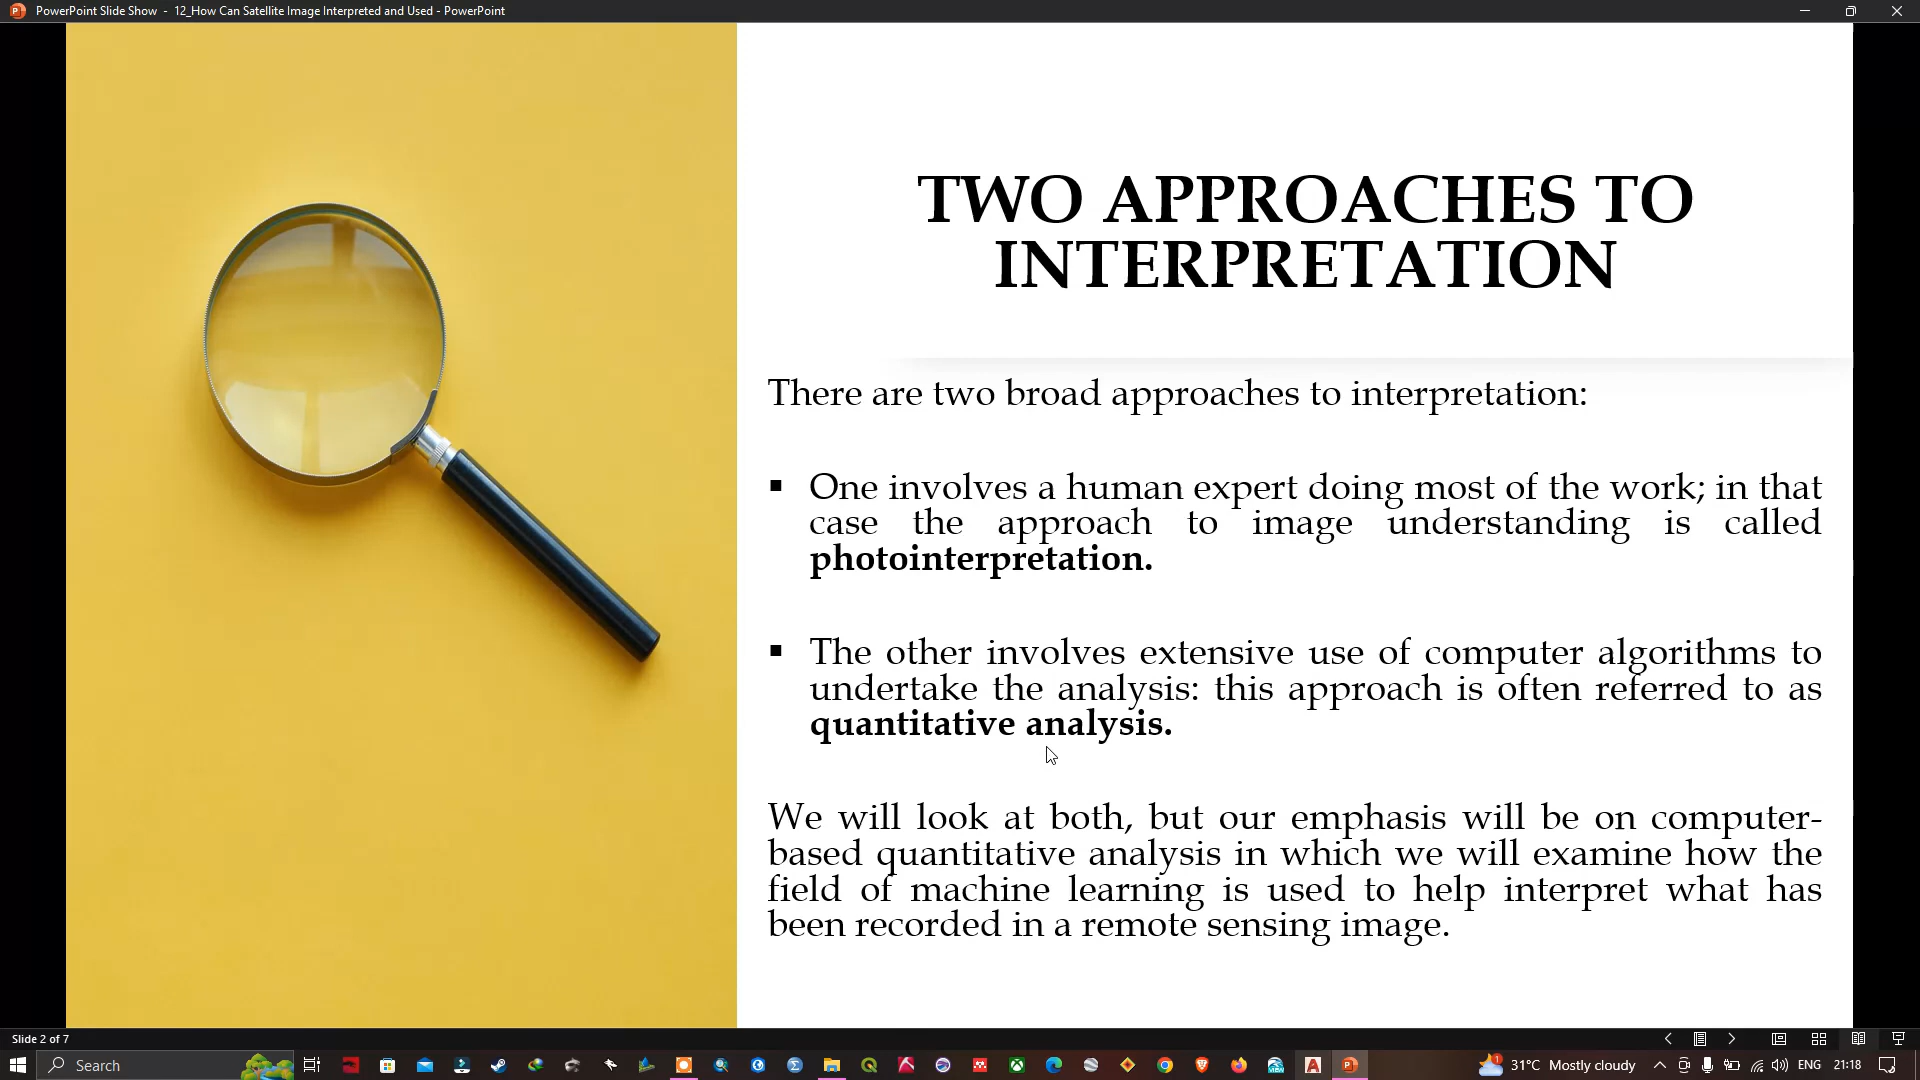 PowerPoint Slide Show - 12_How Can Satellite Image Interpreted and Used - PowerPoint
TWO APPROACHES TO
INTERPRETATION
There are two broad approaches to interpretation:
▪ One involves a human expert doing most of the work; in that
case the approach to image understanding is called
photointerpretation.
▪ The other involves extensive use of computer algorithms to
undertake the analysis: this approach is often referred to as
quantitative analysis.
We will look at both, but our emphasis will be on computer-
based quantitative analysis in which we will examine how the
field of machine learning is used to help interpret what has
been recorded in a remote sensing image.
Slide 2 of 7
Search
1 31°C Mostly cloudy ENG 21:18